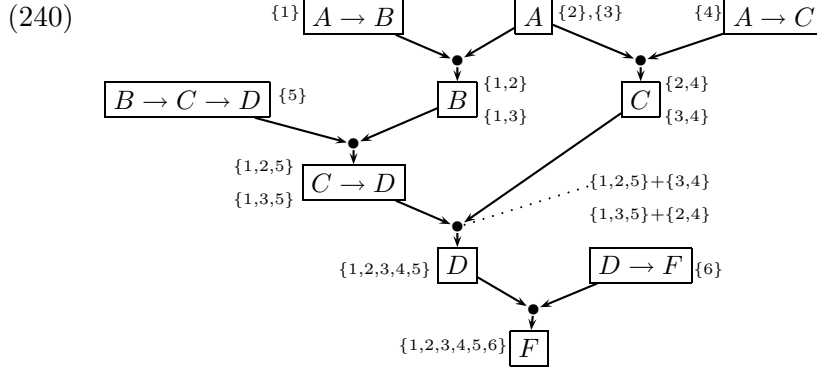 (240)
{1} A → B A {2},{3} {4} A → C
B → C → D {5} B {1,2} C {2,4}
{1,3} {3,4}
{1,2,5} C → D {1,2,5}+{3,4}
{1,3,5} {1,3,5}+{2,4}
{1,2,3,4,5} D D → F {6}
{1,2,3,4,5,6} F